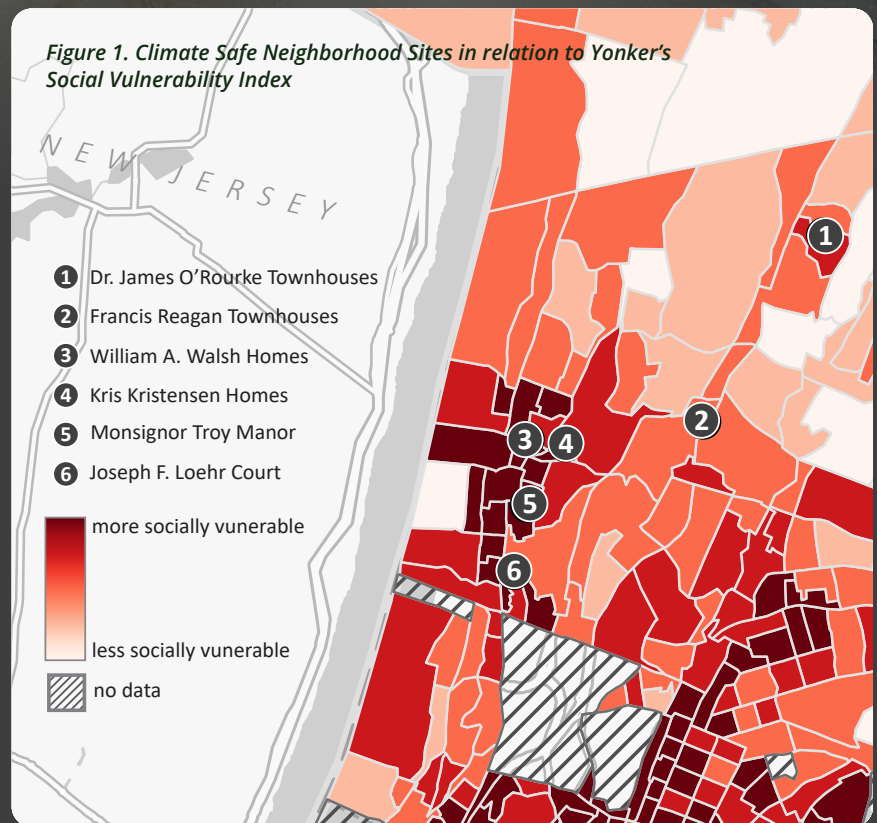 Figure 1. Climate Safe Neighborhood Sites in relation to Yonker’s
Social Vulnerability Index
NEW JERSEY
1 Dr. James O’Rourke Townhouses
2 Francis Reagan Townhouses
3 William A. Walsh Homes
4 Kris Kristensen Homes
5 Monsignor Troy Manor
6 Joseph F. Loehr Court
more socially vunerable
less socially vunerable
no data
1
2
3
4
5
6